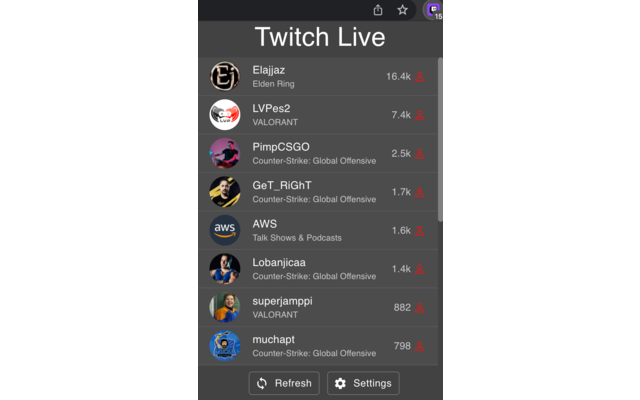 15
Twitch Live
Elajjaz
Elden Ring
16.4k
LVPes2
VALORANT
7.4k
PimpCSGO
Counter-Strike: Global Offensive
2.5k
GeT_RiGhT
Counter-Strike: Global Offensive
1.7k
aws
AWS
Talk Shows & Podcasts
1.6k
Lobanjicaa
Counter-Strike: Global Offensive
1.4k
superjamppi
VALORANT
882
muchapt
Counter-Strike: Global Offensive
798
Refresh
Settings